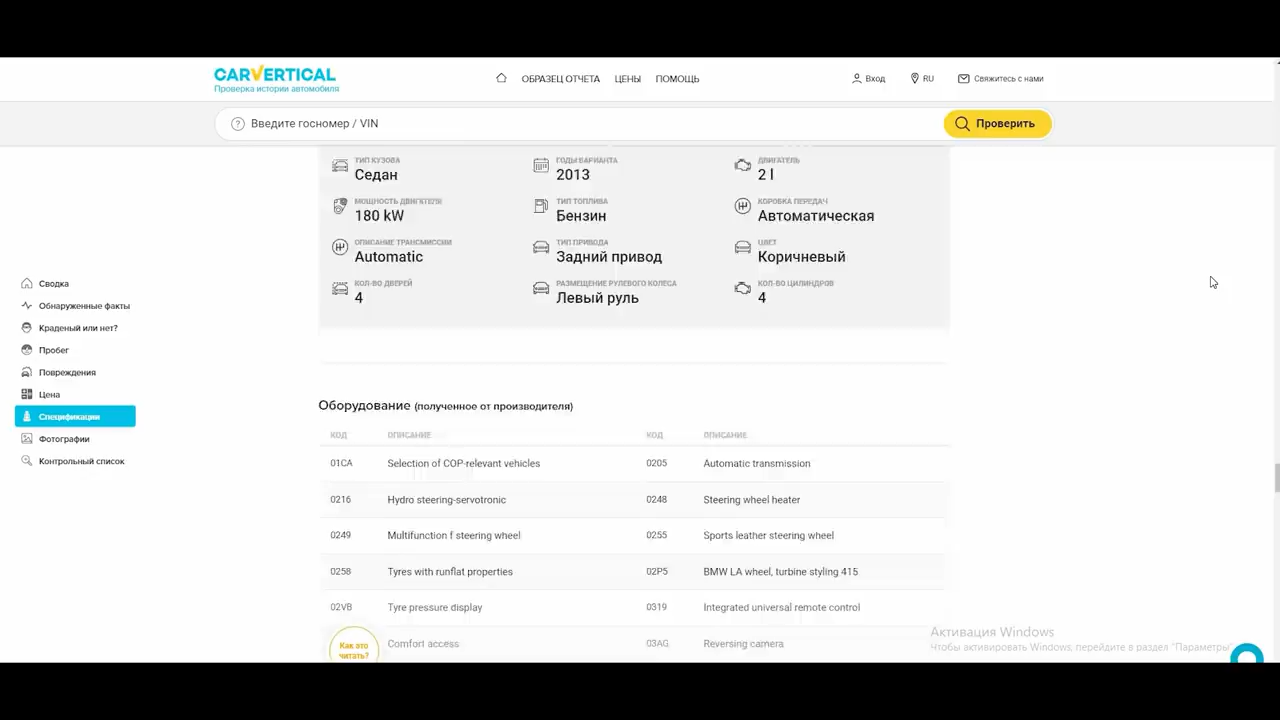 CARVERTICAL
Проверка истории автомобиля
ОБРАЗЕЦ ОТЧЕТА
ЦЕНЫ
ПОМОЩЬ
Вход
RU
Свяжитесь с нами
Введите госномер / VIN
Проверить
ТИП КУЗОВА
Седан
ГОДЫ ВАРИАНТА
2013
ДВИГАТЕЛЬ
2 l
МОЩНОСТЬ ДВИГАТЕЛЯ
180 kW
ТИП ТОПЛИВА
Бензин
КОРОБКА ПЕРЕДАЧ
Автоматическая
ОПИСАНИЕ ТРАНСМИССИИ
Automatic
ТИП ПРИВОДА
Задний привод
ЦВЕТ
Коричневый
КОЛ-ВО ДВЕРЕЙ
4
РАЗМЕЩЕНИЕ РУЛЕВОГО КОЛЕСА
Левый руль
КОЛ-ВО ЦИЛИНДРОВ
4
Сводка
Обнаруженные факты
Краденый или нет?
Пробег
Повреждения
Цена
Спецификации
Фотографии
Контрольный список
Оборудование (полученное от производителя)
КОД ОПИСАНИЕ КОД ОПИСАНИЕ
01CA Selection of COP-relevant vehicles 0205 Automatic transmission
0216 Hydro steering-servotronic 0248 Steering wheel heater
0249 Multifunction f steering wheel 0255 Sports leather steering wheel
0258 Tyres with runflat properties 02P5 BMW LA wheel, turbine styling 415
02VB Tyre pressure display 0319 Integrated universal remote control
Comfort access 03AG Reversing camera
Как это
читать?
Активация Windows
Чтобы активировать Windows, перейдите в раздел "Параметры"